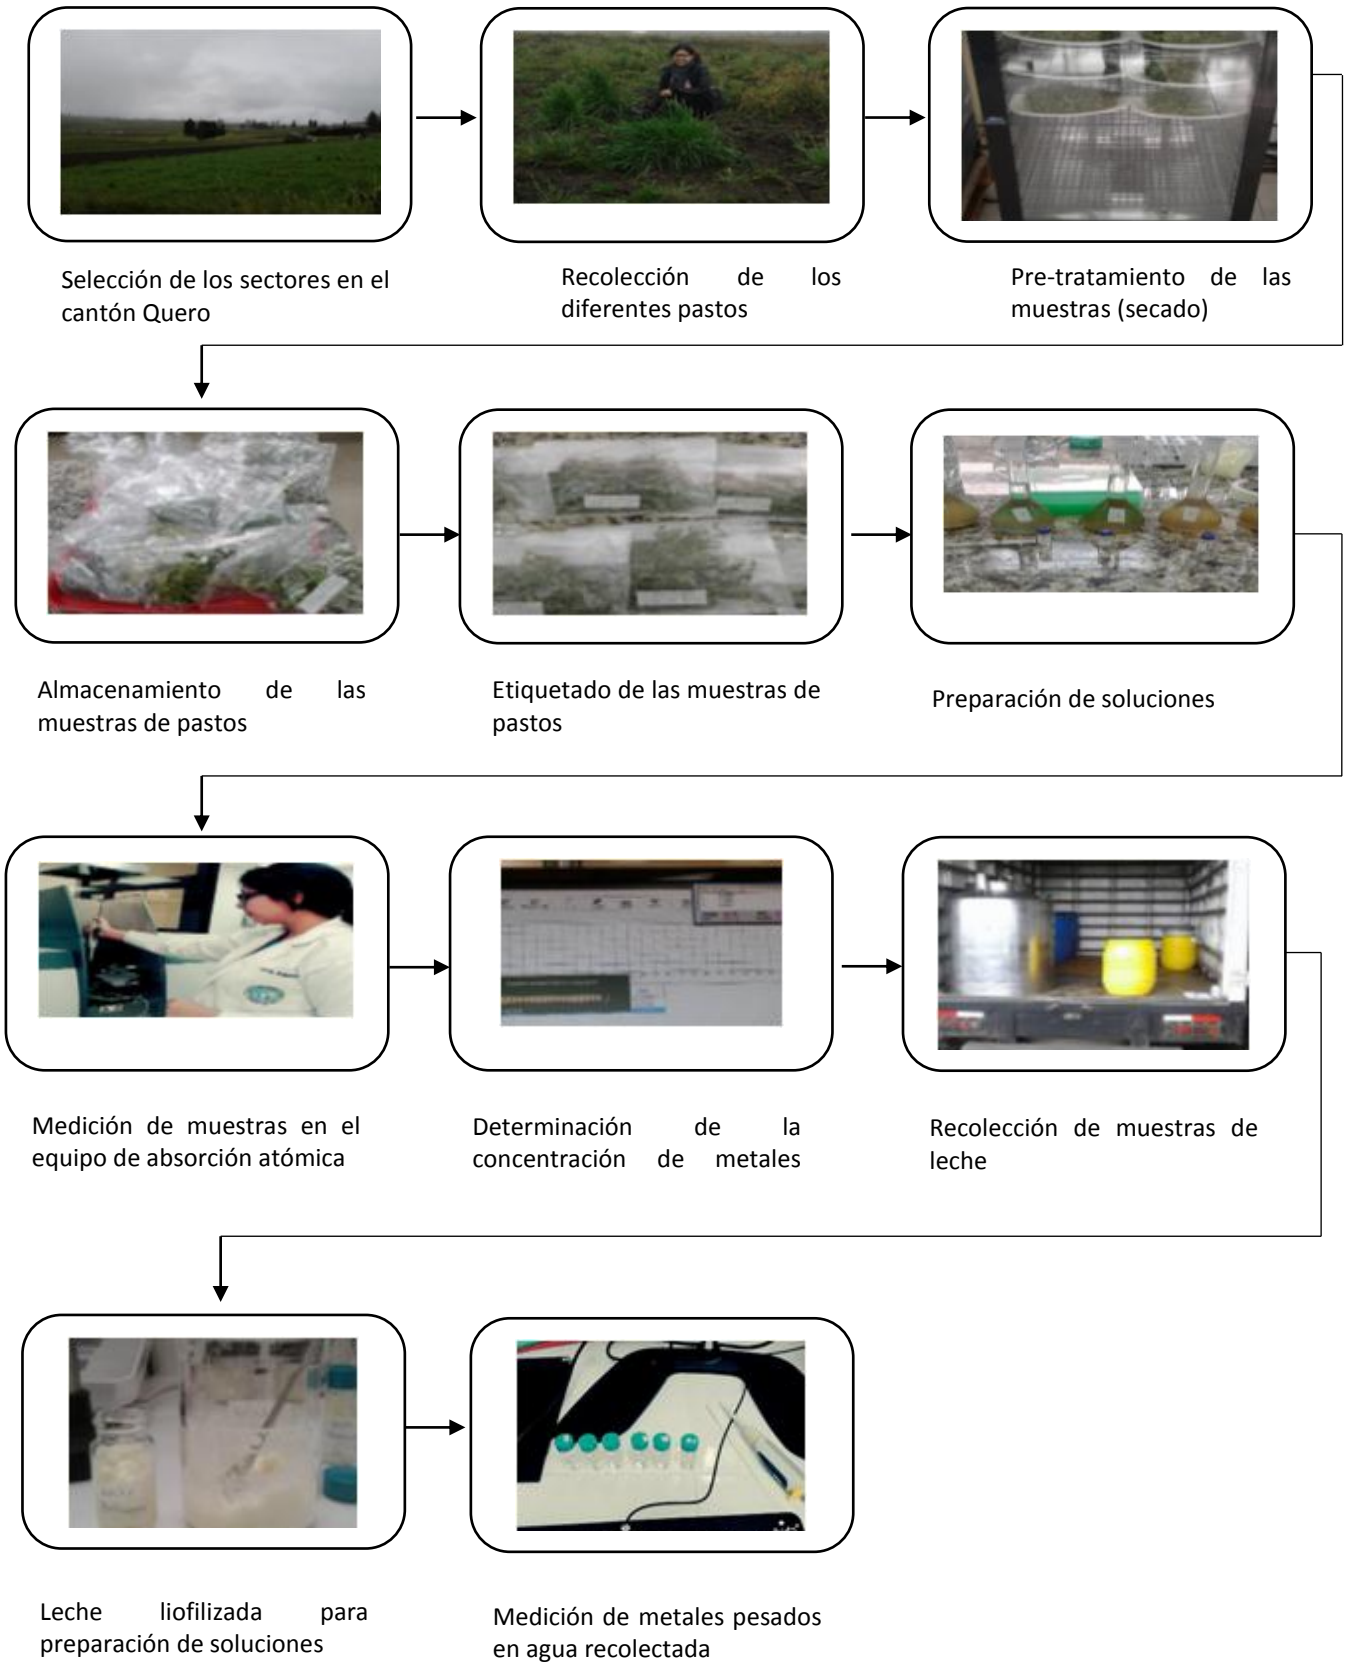 Selección de los sectores en el
cantón Quero
Recolección de los
diferentes pastos
Pre-tratamiento de las
muestras (secado)
Almacenamiento de las
muestras de pastos
Etiquetado de las muestras de
pastos
Preparación de soluciones
Medición de muestras en el
equipo de absorción atómica
Determinación de la
concentración de metales
Recolección de muestras de
leche
Leche liofilizada para
preparación de soluciones
Medición de metales pesados
en agua recolectada